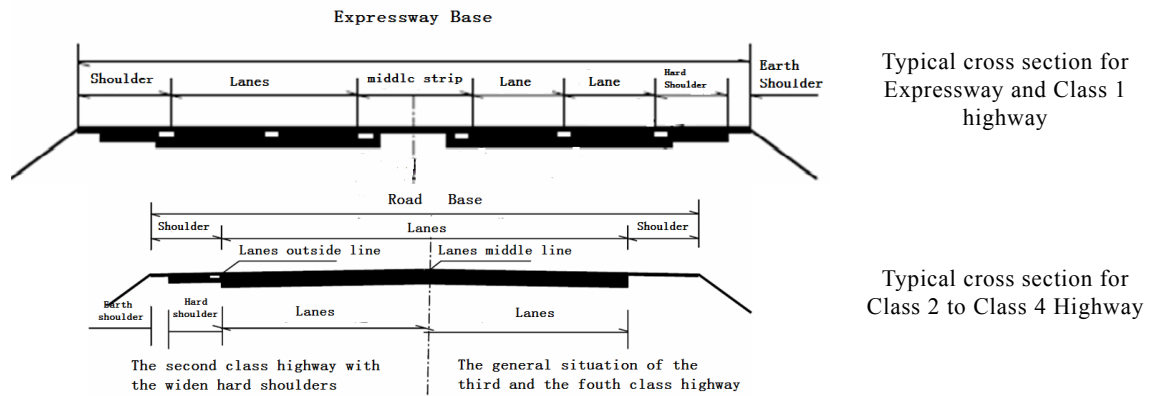 Expressway Base
Shoulder
Lanes
middle strip
Lane
Lane
Hard
Shoulder
Earth
Shoulder
Typical cross section for
Expressway and Class 1
highway
Road Base
Shoulder
Lanes
Shoulder
Lanes outside line
Lanes middle line
Earth
shoulder
Hard
shoulder
Lanes
Lanes
Typical cross section for
Class 2 to Class 4 Highway
The second class highway with
the widen hard shoulders
The general situation of the
third and the fouth class highway